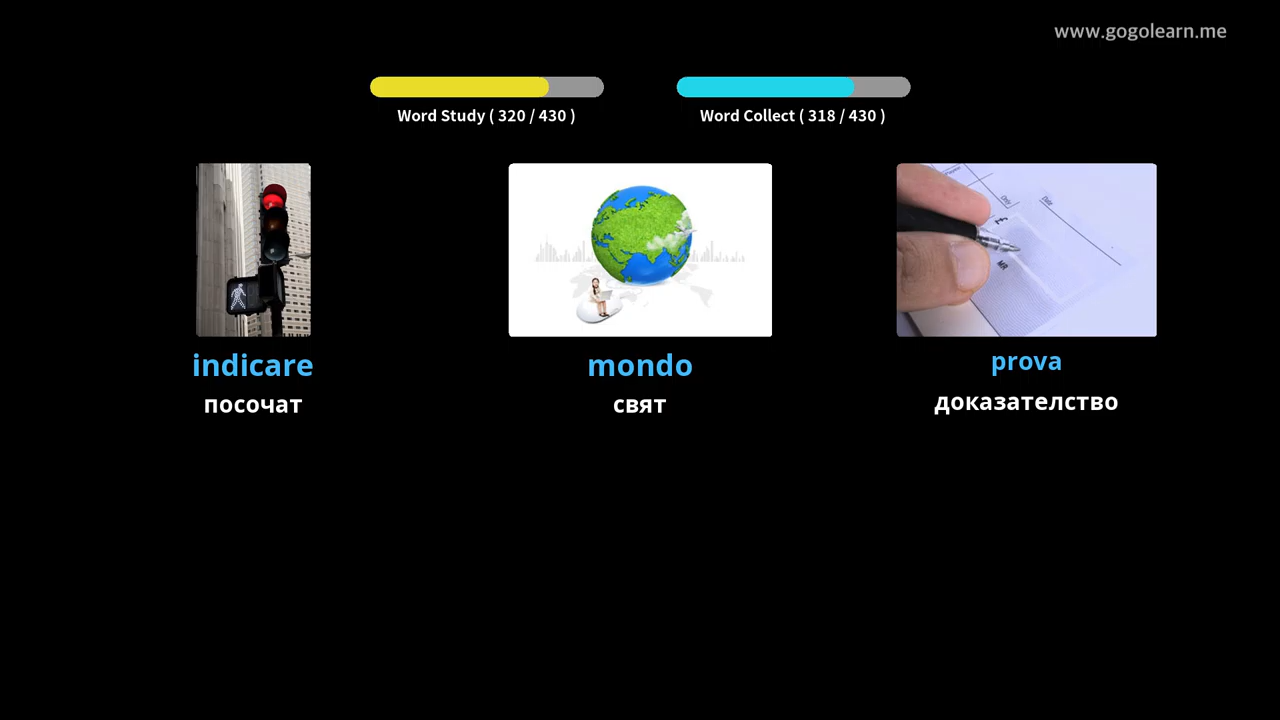 www.gogolearn.me
Word Study ( 320 / 430 )
Word Collect ( 318 / 430 )
indicare
mondo
prova
посочат
свят
доказателство